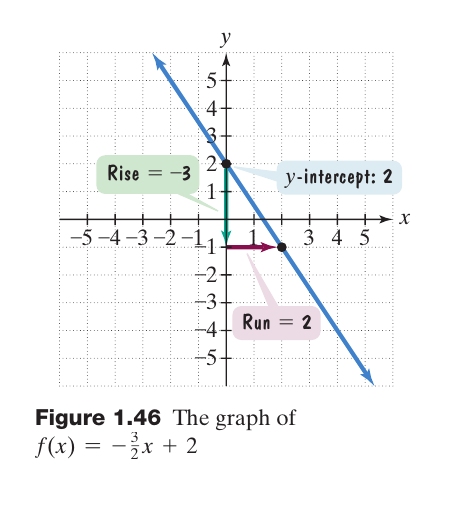 y
5
4
3
Rise = −3
2
y-intercept: 2
1
x
−5 −4 −3 −2 −1
1
3 4 5
−1
−2
−3
Run = 2
−4
−5
Figure 1.46 The graph of
f(x) = −3/2x + 2